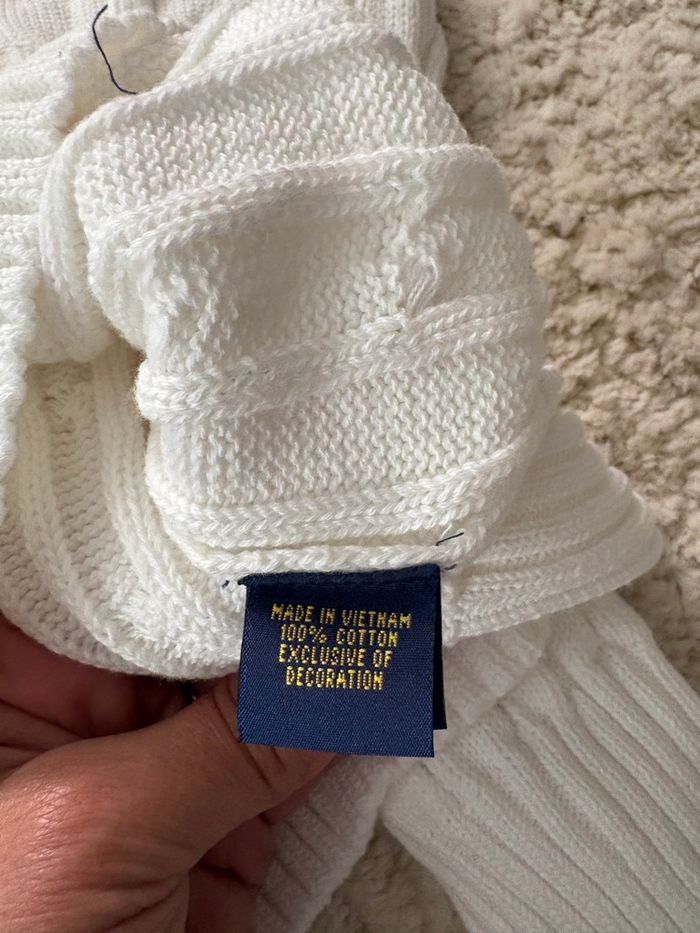 MADE IN VIETNAM
100% COTTON
EXCLUSIVE OF
DECORATION